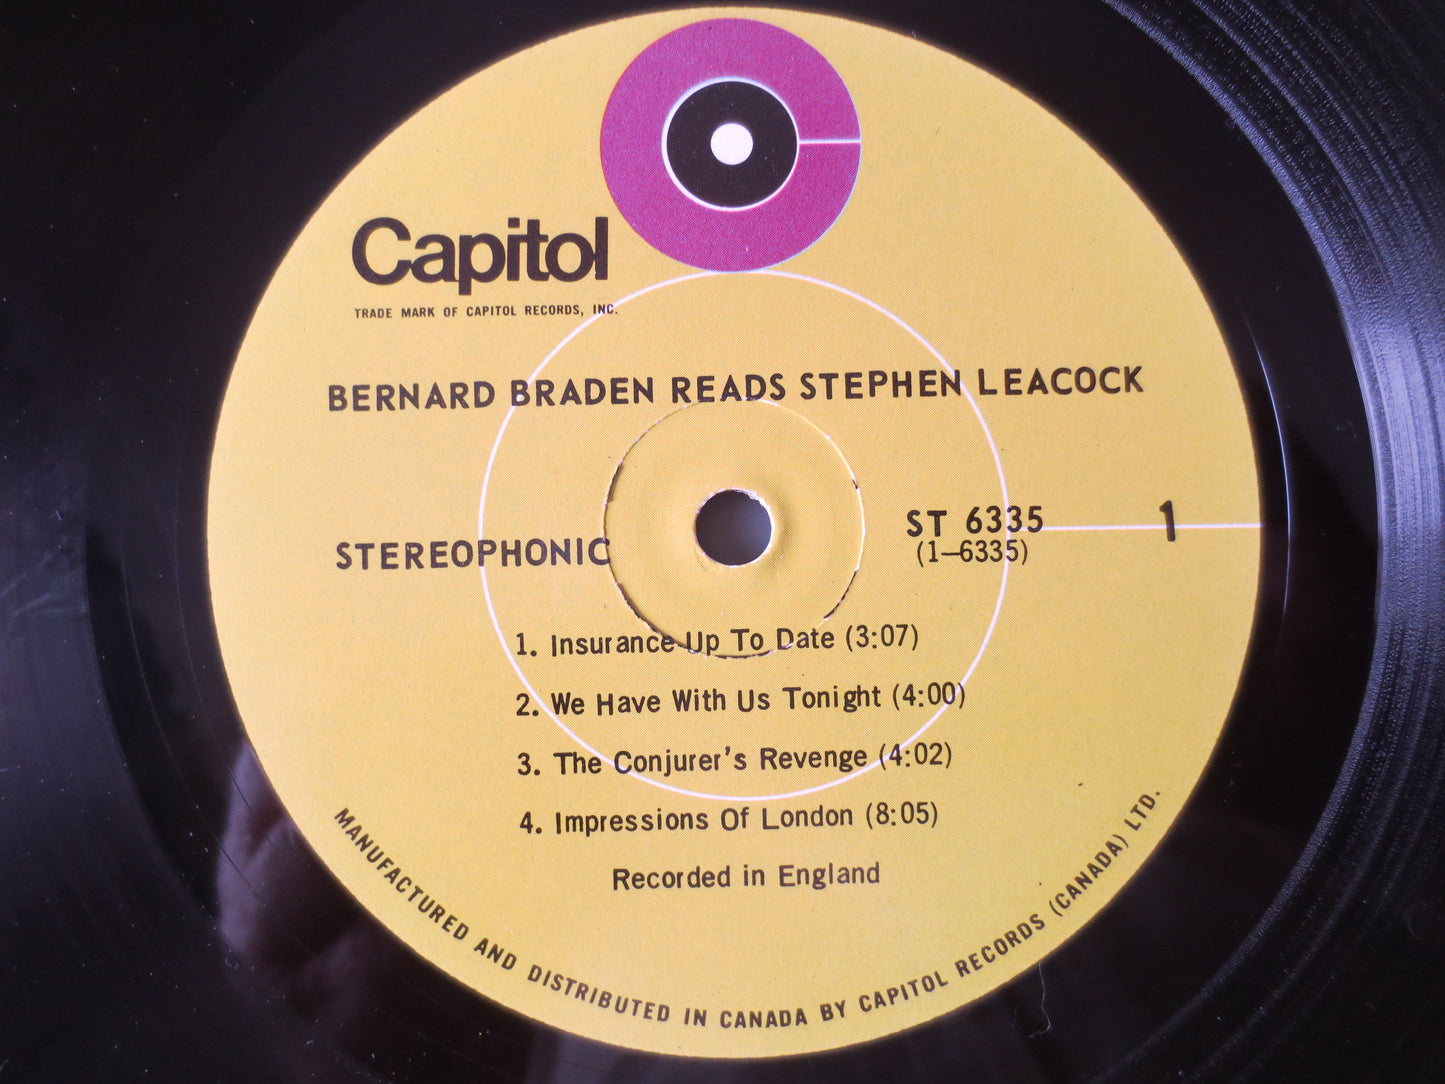 Capitol
TRADE MARK OF CAPITOL RECORDS, INC.
BERNARD BRADEN READS STEPHEN LEACOCK
STEREOPHONIC
ST 6335 1
(1-6335)
1. Insurance Up To Date (3:07)
2. We Have With Us Tonight (4:00)
3. The Conjurer's Revenge (4:02)
4. Impressions Of London (8:05)
Recorded in England
MANUFACTURED AND DISTRIBUTED IN CANADA BY CAPITOL RECORDS (CANADA) LTD.